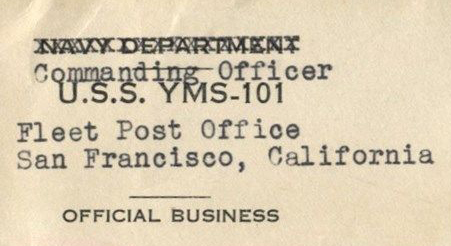 NAVY DEPARTMENT
Commanding Officer
U.S.S. YMS-101
Fleet Post Office
San Francisco, California
OFFICIAL BUSINESS